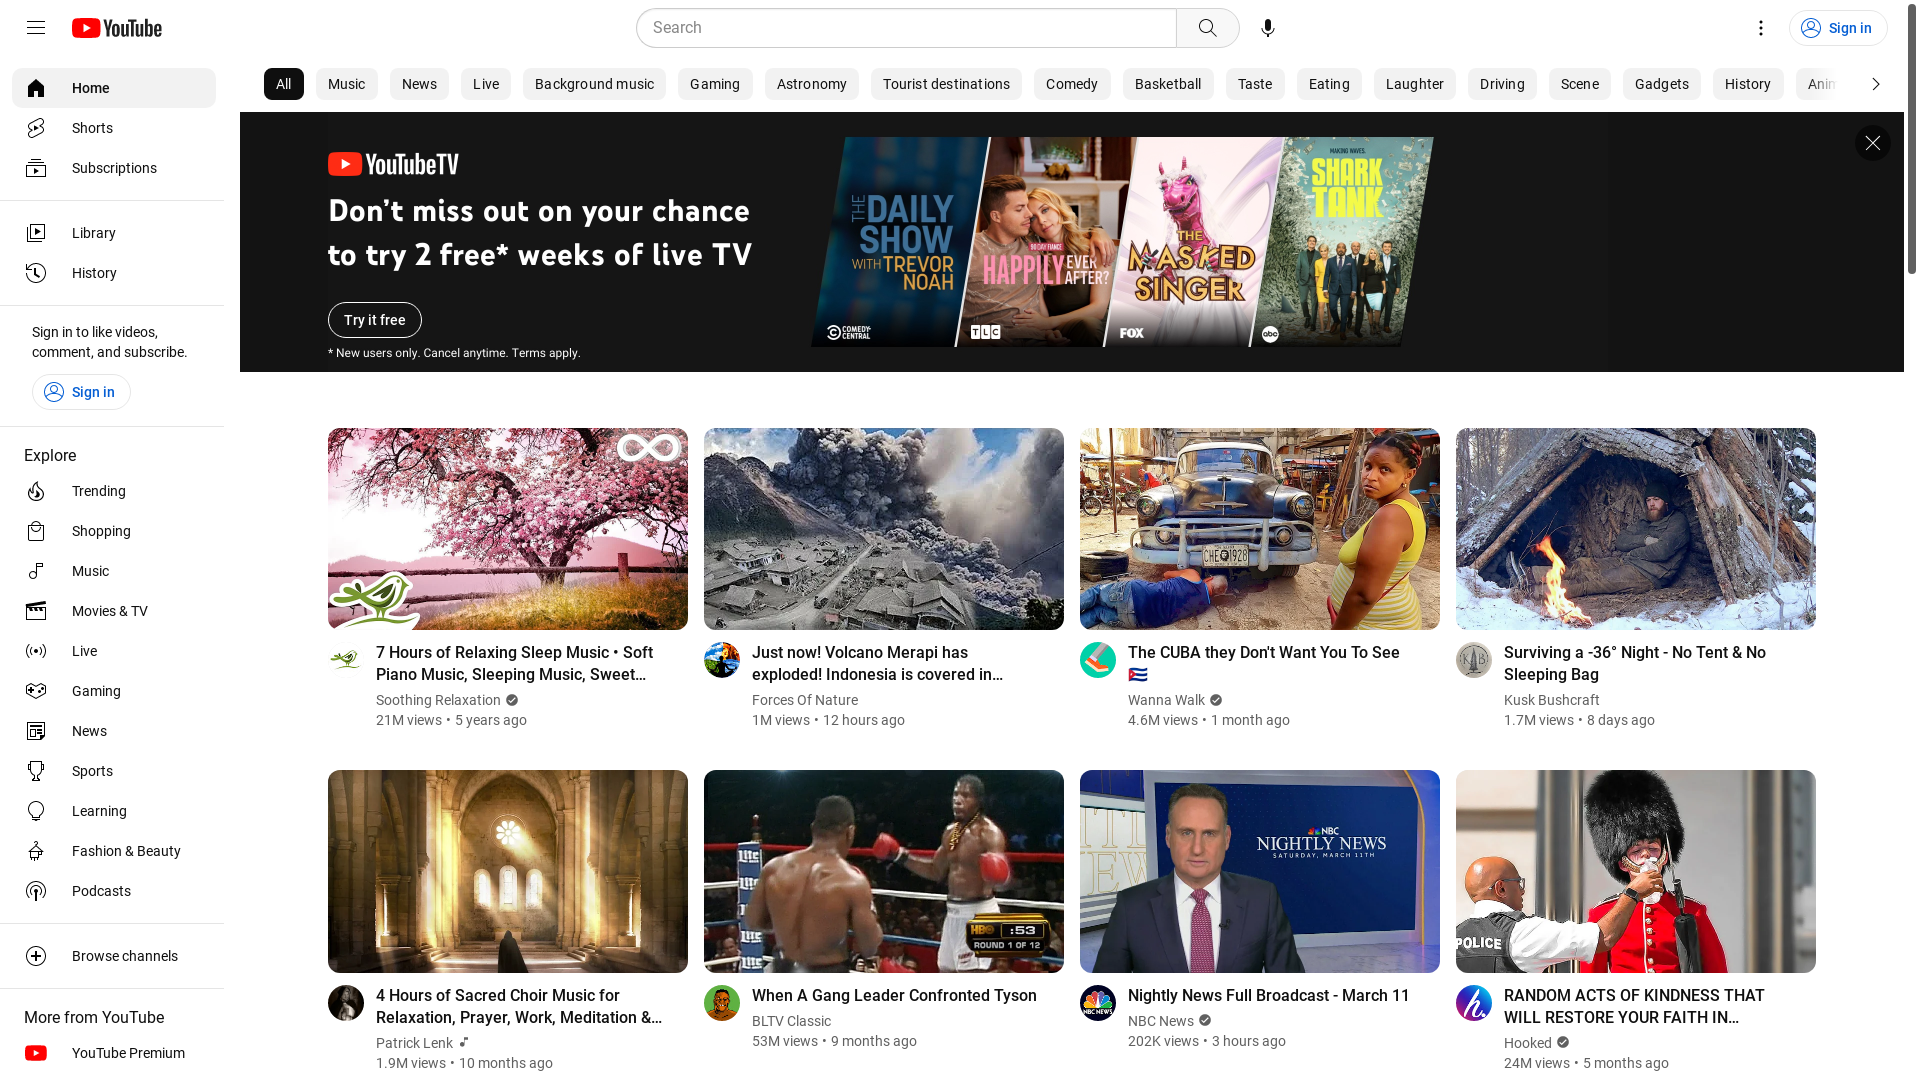 YouTube
Search
Sign in
Home
Shorts
Subscriptions
Library
History
Sign in to like videos,
comment, and subscribe.
Sign in
Explore
Trending
Shopping
Music
Movies & TV
Live
Gaming
News
Sports
Learning
Fashion & Beauty
Podcasts
Browse channels
More from YouTube
YouTube Premium
All Music News Live Background music Gaming Astronomy Tourist destinations Comedy Basketball Taste Eating Laughter Driving Scene Gadgets History
YouTubeTV
Don't miss out on your chance
to try 2 free* weeks of live TV
Try it free
* New users only. Cancel anytime. Terms apply.
THE
DAILY
SHOW
WITH TREVOR
NOAH
COMEDY
CENTRAL
90 DAY FIANCE
HAPPILY EVER
AFTER?
TLC
THE
MASKED
SINGER
FOX
MAKING WAVES.
SHARK
TANK
abc
7 Hours of Relaxing Sleep Music • Soft
Piano Music, Sleeping Music, Sweet…
Soothing Relaxation
21M views • 5 years ago
Just now! Volcano Merapi has
exploded! Indonesia is covered in…
Forces Of Nature
1M views • 12 hours ago
The CUBA they Don't Want You To See
🇨🇺
Wanna Walk
4.6M views • 1 month ago
KB
Surviving a -36° Night - No Tent & No
Sleeping Bag
Kusk Bushcraft
1.7M views • 8 days ago
4 Hours of Sacred Choir Music for
Relaxation, Prayer, Work, Meditation &…
Patrick Lenk
1.9M views • 10 months ago
Lite
Lite
HBO :53
ROUND 1 OF 12
When A Gang Leader Confronted Tyson
BLTV Classic
53M views • 9 months ago
NBC
NIGHTLY NEWS
SATURDAY, MARCH 11TH
NBC NEWS
Nightly News Full Broadcast - March 11
NBC News
202K views • 3 hours ago
POLICE
h.
RANDOM ACTS OF KINDNESS THAT
WILL RESTORE YOUR FAITH IN…
Hooked
24M views • 5 months ago